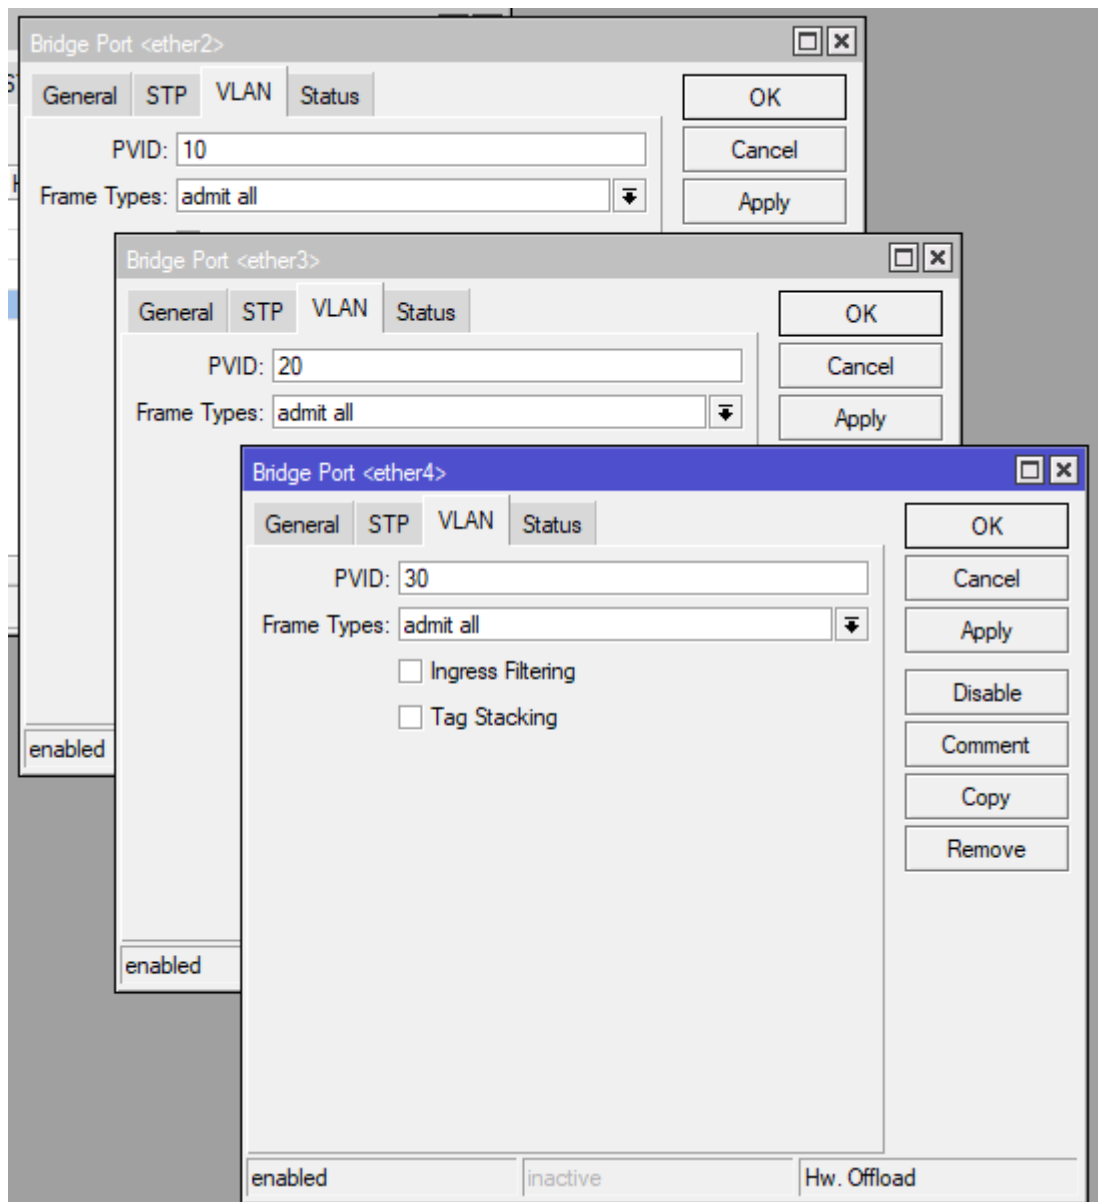 Bridge Port <ether2>
General STP VLAN Status
OK
PVID: 10
Cancel
Frame Types: admit all
Apply
enabled
Bridge Port <ether3>
General STP VLAN Status
OK
PVID: 20
Cancel
Frame Types: admit all
Apply
enabled
Bridge Port <ether4>
General STP VLAN Status
OK
PVID: 30
Cancel
Frame Types: admit all
Apply
Ingress Filtering
Disable
Tag Stacking
Comment
Copy
Remove
enabled inactive Hw. Offload